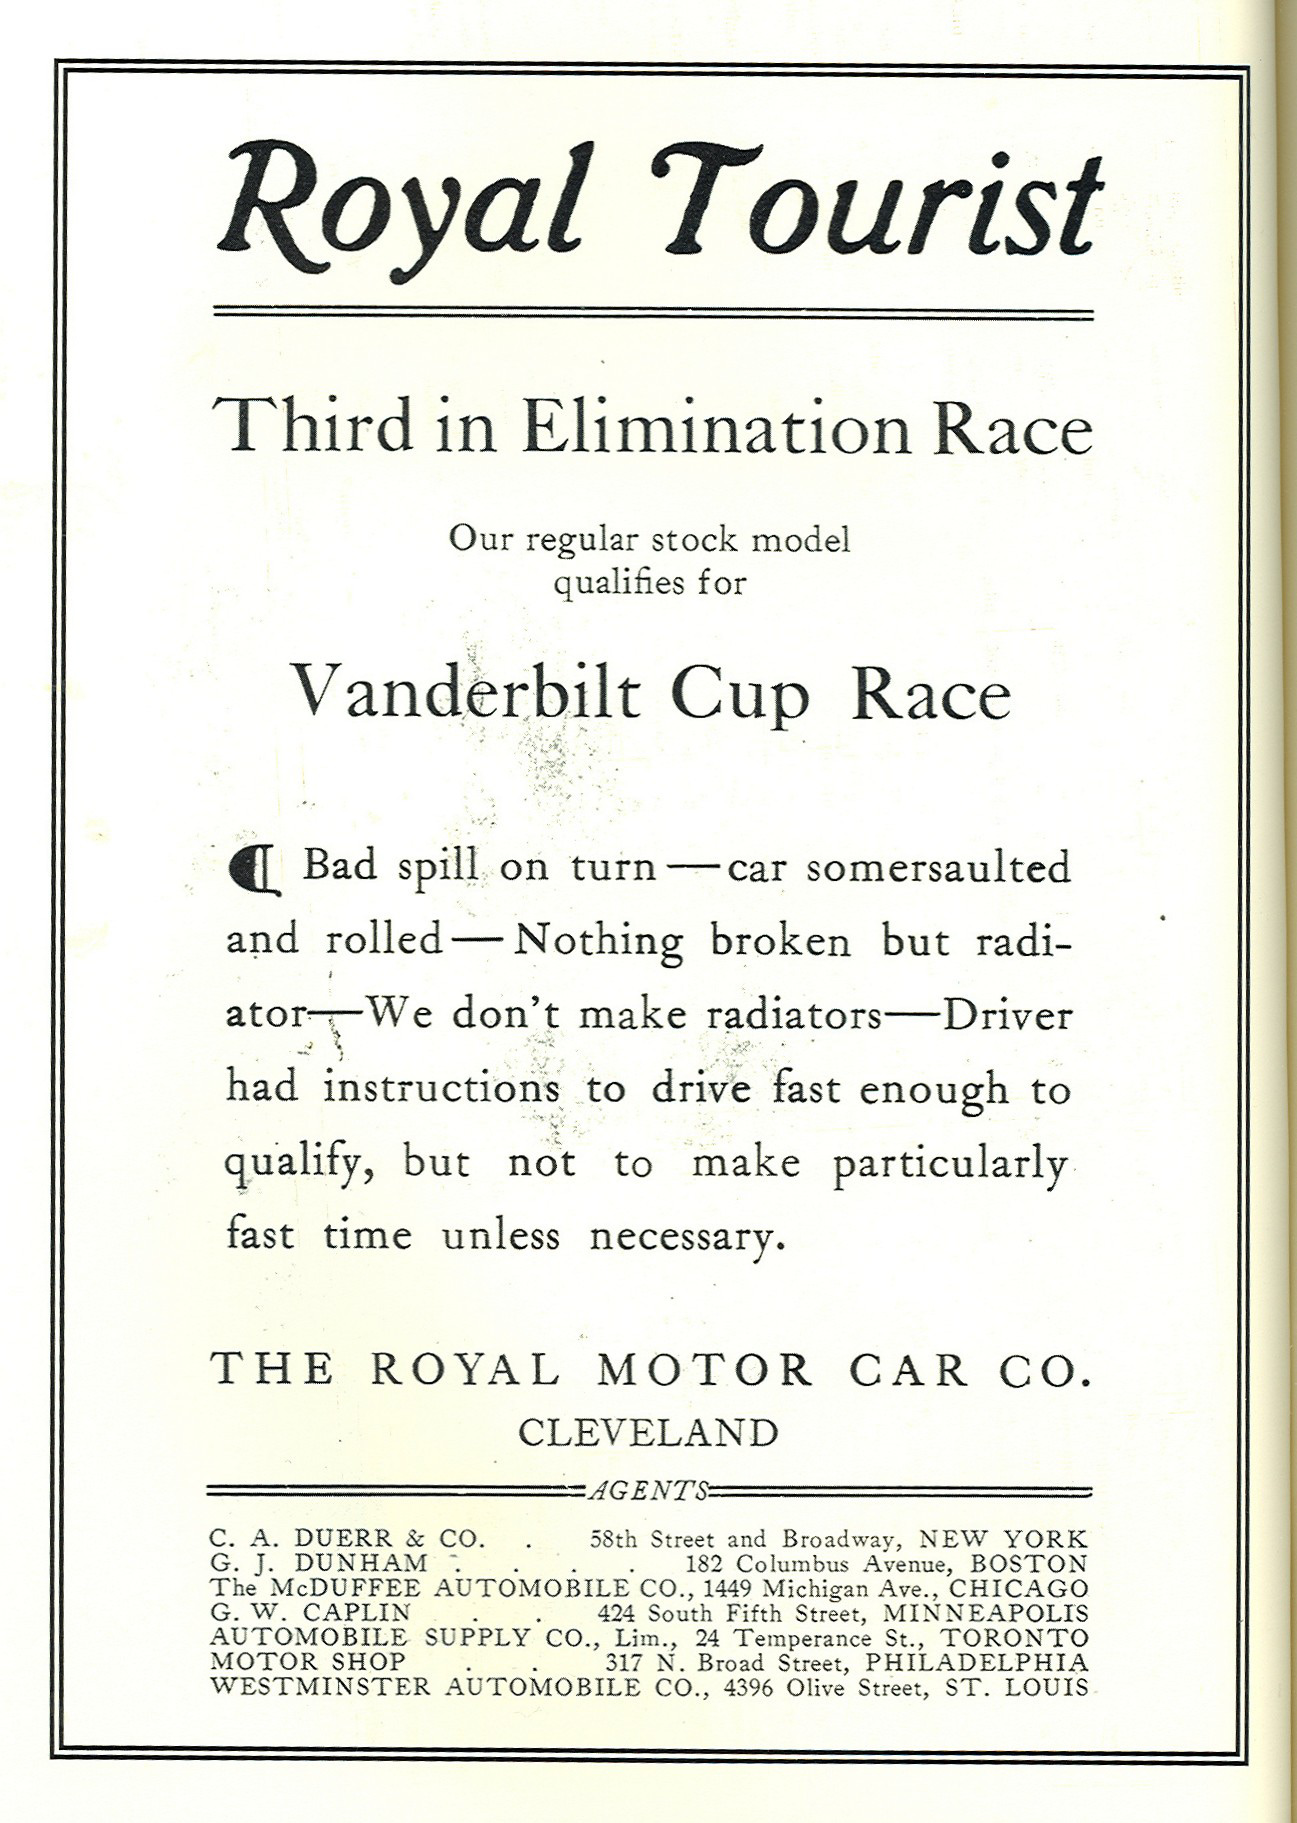 Royal Tourist
Third in Elimination Race
Our regular stock model
qualifies for
Vanderbilt Cup Race
¶ Bad spill on turn—car somersaulted
and rolled—Nothing broken but radi-
ator—We don't make radiators—Driver
had instructions to drive fast enough to
qualify, but not to make particularly
fast time unless necessary.
THE ROYAL MOTOR CAR CO.
CLEVELAND
AGENTS
C. A. DUERR & CO. . 58th Street and Broadway, NEW YORK
G. J. DUNHAM . . . . 182 Columbus Avenue, BOSTON
The McDUFFEE AUTOMOBILE CO., 1449 Michigan Ave., CHICAGO
G. W. CAPLIN . . 424 South Fifth Street, MINNEAPOLIS
AUTOMOBILE SUPPLY CO., Lim., 24 Temperance St., TORONTO
MOTOR SHOP . . 317 N. Broad Street, PHILADELPHIA
WESTMINSTER AUTOMOBILE CO., 4396 Olive Street, ST. LOUIS